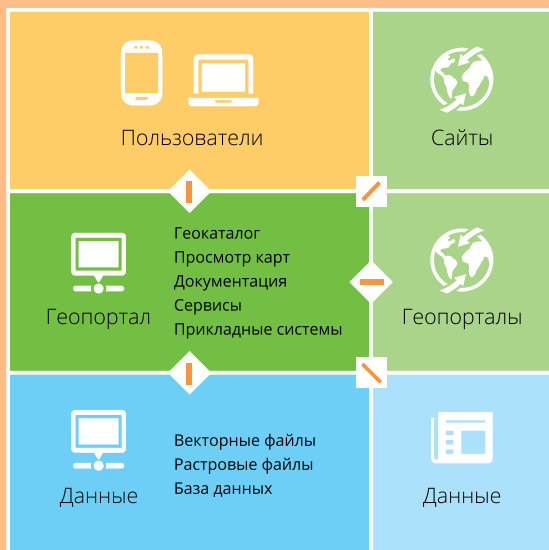 Пользователи
Сайты
Геопортал
Геокаталог
Просмотр карт
Документация
Сервисы
Прикладные системы
Геопорталы
Данные
Векторные файлы
Растровые файлы
База данных
Данные